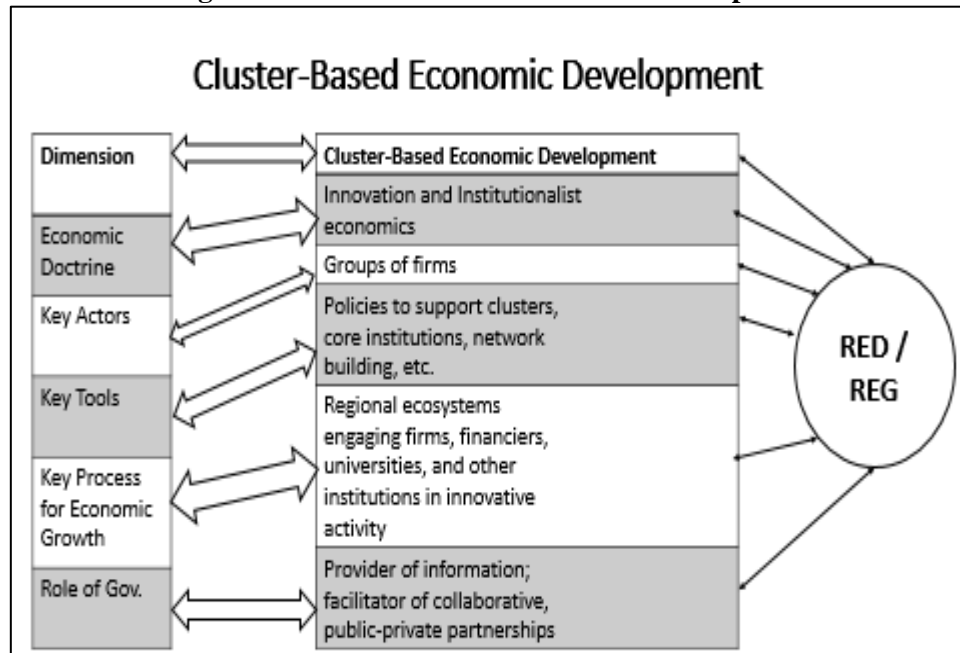 Cluster-Based Economic Development
Dimension
Economic
Doctrine
Key Actors
Key Tools
Key Process
for Economic
Growth
Role of Gov.
Cluster-Based Economic Development
Innovation and Institutionalist
economics
Groups of firms
Policies to support clusters,
core institutions, network
building, etc.
Regional ecosystems
engaging firms, financiers,
universities, and other
institutions in innovative
activity
Provider of information;
facilitator of collaborative,
public-private partnerships
RED /
REG